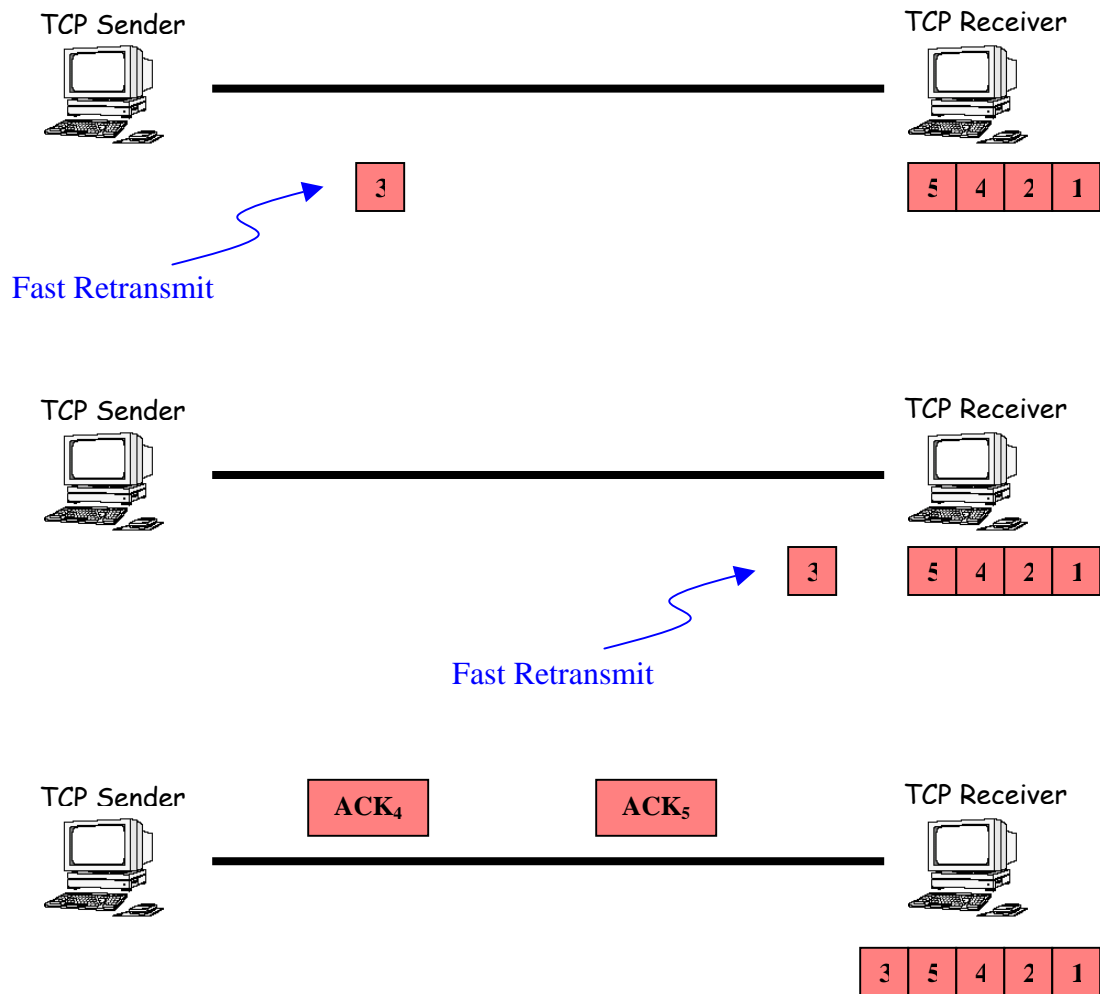 TCP Sender TCP Receiver
3 5 4 2 1
Fast Retransmit
TCP Sender TCP Receiver
3 5 4 2 1
Fast Retransmit
ACK₄ ACK₅
TCP Sender TCP Receiver
3 5 4 2 1